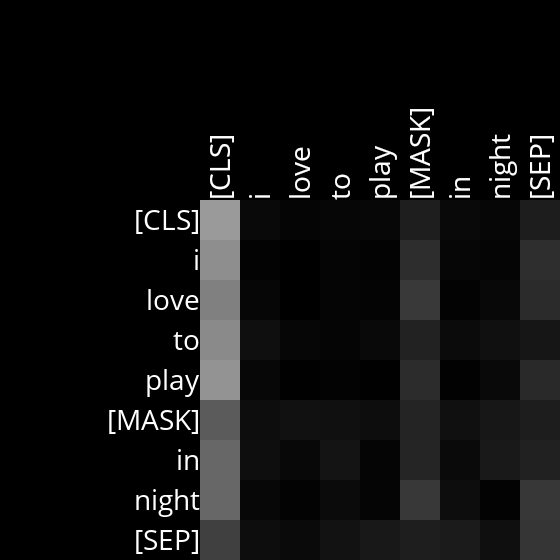 [CLS] i love to play [MASK] in night [SEP]
[CLS]
i
love
to
play
[MASK]
in
night
[SEP]